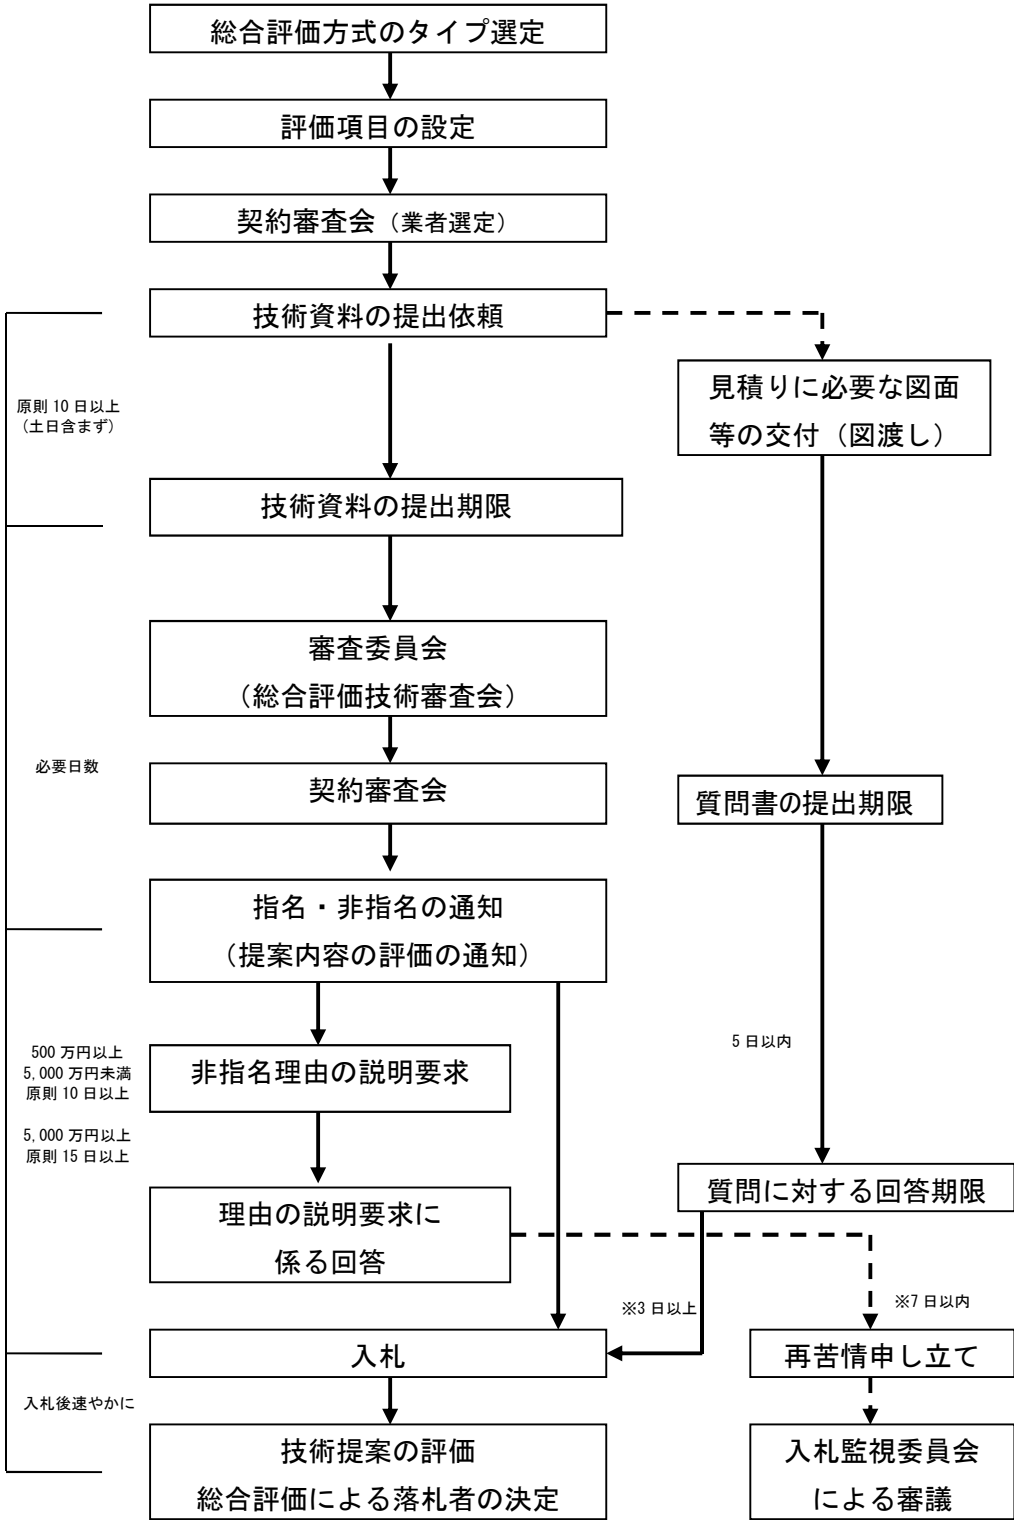 総合評価方式のタイプ選定
評価項目の設定
契約審査会（業者選定）
技術資料の提出依頼
見積りに必要な図面
等の交付（図渡し）
原則 10 日以上
(土日含まず)
技術資料の提出期限
審査委員会
（総合評価技術審査会）
必要日数
契約審査会
質問書の提出期限
指名・非指名の通知
（提案内容の評価の通知）
500 万円以上
5,000 万円未満
原則 10 日以上
5,000 万円以上
原則 15 日以上
非指名理由の説明要求
5 日以内
質問に対する回答期限
理由の説明要求に
係る回答
※3 日以上
※7 日以内
入札
再苦情申し立て
入札後速やかに
技術提案の評価
総合評価による落札者の決定
入札監視委員会
による審議